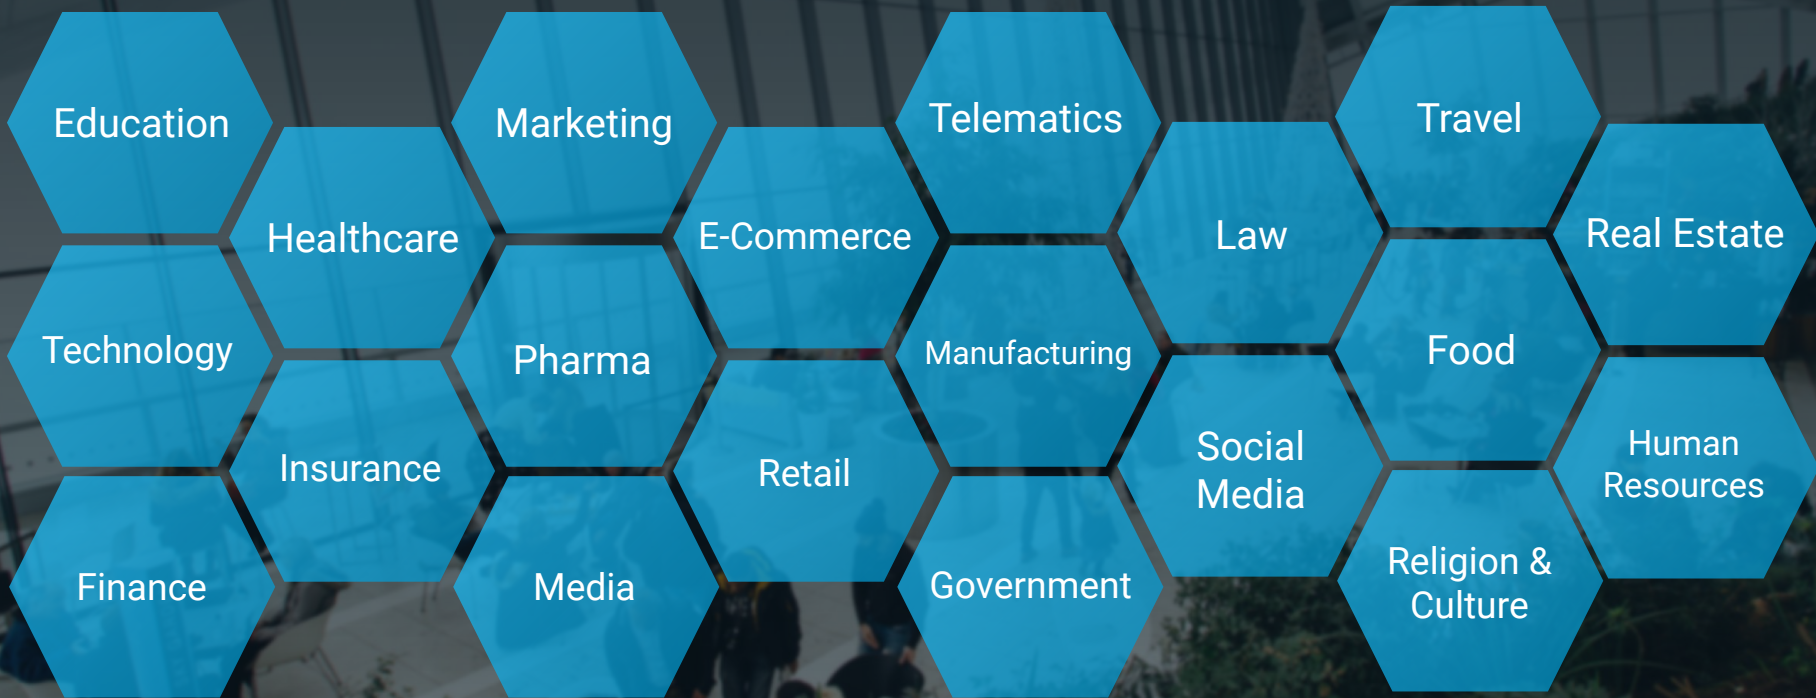 Education
Technology
Finance
Healthcare
Insurance
Marketing
Pharma
Media
E-Commerce
Retail
Telematics
Manufacturing
Government
Law
Social
Media
Travel
Food
Religion &
Culture
Real Estate
Human
Resources